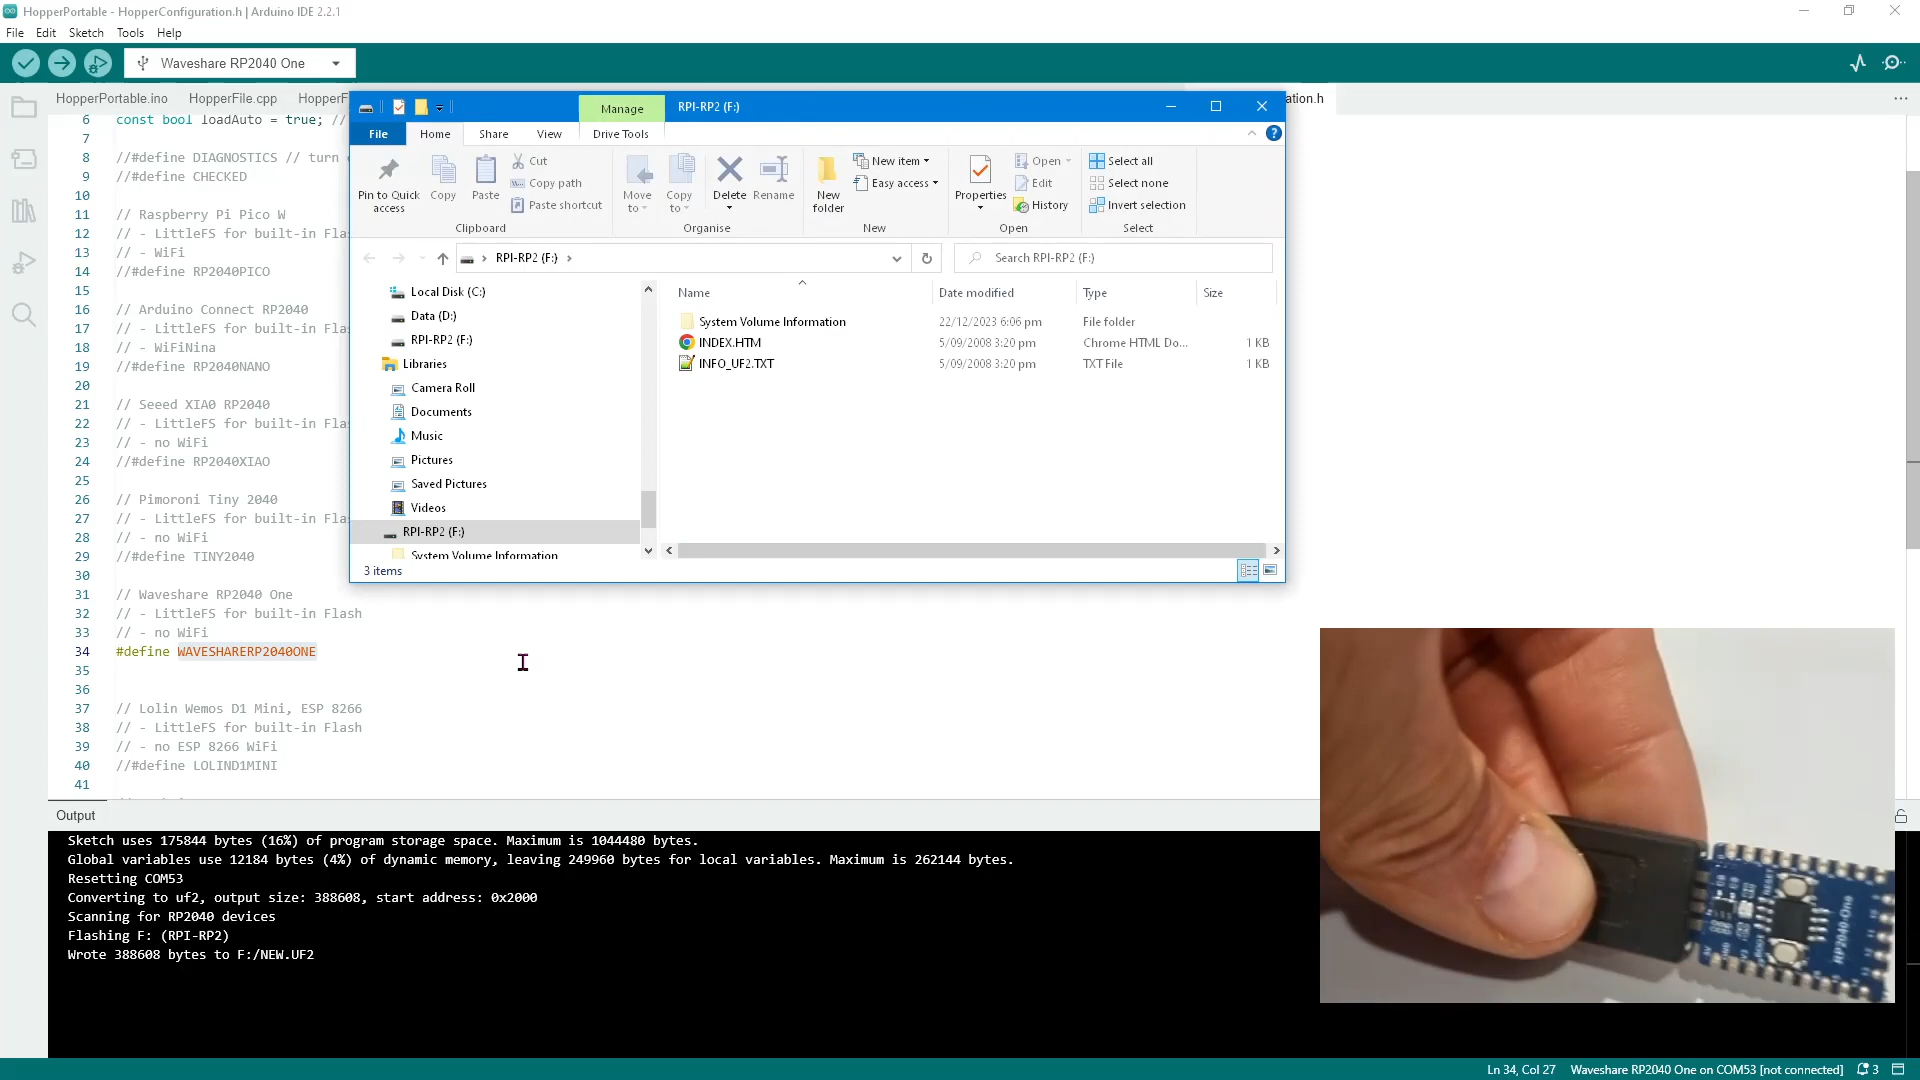 HopperPortable - HopperConfiguration.h | Arduino IDE 2.2.1
File Edit Sketch Tools Help
Waveshare RP2040 One
HopperPortable.ino HopperFile.cpp HopperF
ation.h
6 const bool loadAuto = true; //
7
8 //#define DIAGNOSTICS // turn
9 //#define CHECKED
10
11 // Raspberry Pi Pico W
12 // - LittleFS for built-in Flas
13 // - WiFi
14 //#define RP2040PICO
15
16 // Arduino Connect RP2040
17 // - LittleFS for built-in Flas
18 // - WiFiNina
19 //#define RP2040NANO
20
21 // Seeed XIAO RP2040
22 // - LittleFS for built-in Flas
23 // - no WiFi
24 //#define RP2040XIAO
25
26 // Pimoroni Tiny 2040
27 // - LittleFS for built-in Flas
28 // - no WiFi
29 //#define TINY2040
30
31 // Waveshare RP2040 One
32 // - LittleFS for built-in Flash
33 // - no WiFi
34 #define WAVESHARERP2040ONE
35
36
37 // Lolin Wemos D1 Mini, ESP 8266
38 // - LittleFS for built-in Flash
39 // - no ESP 8266 WiFi
40 //#define LOLIND1MINI
41
Manage RPI-RP2 (F:)
File Home Share View Drive Tools
Pin to Quick access
Copy
Paste
Cut
Copy path
Paste shortcut
Clipboard
Move to
Copy to
Delete
Rename
Organise
New folder
New item
Easy access
New
Properties
Open
Edit
History
Open
Select all
Select none
Invert selection
Select
RPI-RP2 (F:)
Search RPI-RP2 (F:)
Local Disk (C:)
Data (D:)
RPI-RP2 (F:)
Libraries
Camera Roll
Documents
Music
Pictures
Saved Pictures
Videos
RPI-RP2 (F:)
System Volume Information
Name Date modified Type Size
System Volume Information 22/12/2023 6:06 pm File folder
INDEX.HTM 5/09/2008 3:20 pm Chrome HTML Do... 1 KB
INFO_UF2.TXT 5/09/2008 3:20 pm TXT File 1 KB
3 items
Output
Sketch uses 175844 bytes (16%) of program storage space. Maximum is 1044480 bytes.
Global variables use 12184 bytes (4%) of dynamic memory, leaving 249960 bytes for local variables. Maximum is 262144 bytes.
Resetting COM53
Converting to uf2, output size: 388608, start address: 0x2000
Scanning for RP2040 devices
Flashing F: (RPI-RP2)
Wrote 388608 bytes to F:/NEW.UF2
RP2040-One
Ln 34, Col 27 Waveshare RP2040 One on COM53 [not connected] 3